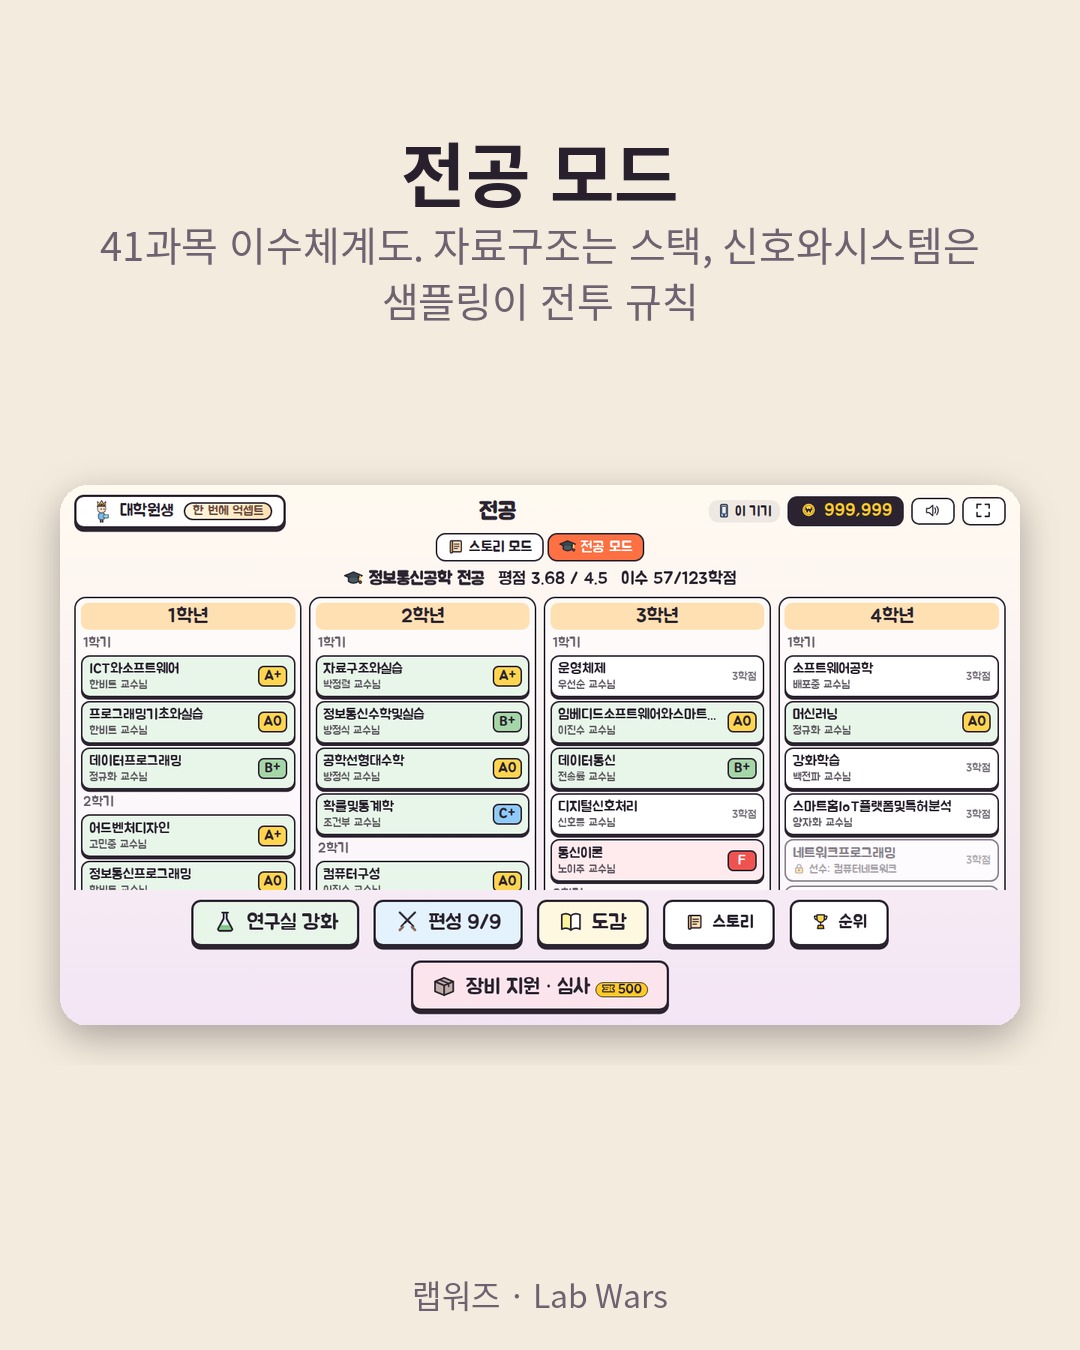 전공 모드
41과목 이수체계도. 자료구조는 스택, 신호와시스템은
샘플링이 전투 규칙
대학원생 한 번에 억셉트
전공
이 기기
999,999
스토리 모드
전공 모드
정보통신공학 전공 평점 3.68 / 4.5 이수 57/123학점
1학년
1학기
ICT와소프트웨어
한비트 교수님
A+
프로그래밍기초와실습
한비트 교수님
A0
데이터프로그래밍
정규화 교수님
B+
2학기
어드벤처디자인
고민중 교수님
A+
정보통신프로그래밍
한비트 교수님
A0
2학년
1학기
자료구조와실습
박정렬 교수님
A+
정보통신수학및실습
방정식 교수님
B+
공학선형대수학
방정식 교수님
A0
확률및통계학
조건부 교수님
C+
2학기
컴퓨터구성
이진수 교수님
A0
3학년
1학기
운영체제
우선순 교수님
3학점
임베디드소프트웨어와스마트...
이진수 교수님
A0
데이터통신
전송률 교수님
B+
디지털신호처리
신호등 교수님
3학점
통신이론
노이주 교수님
F
4학년
1학기
소프트웨어공학
배포중 교수님
3학점
머신러닝
정규화 교수님
A0
강화학습
백전파 교수님
3학점
스마트홈IoT플랫폼및특허분석
양자화 교수님
3학점
네트워크프로그래밍
선수: 컴퓨터네트워크
3학점
연구실 강화
편성 9/9
도감
스토리
순위
장비 지원 · 심사 500
랩워즈 · Lab Wars